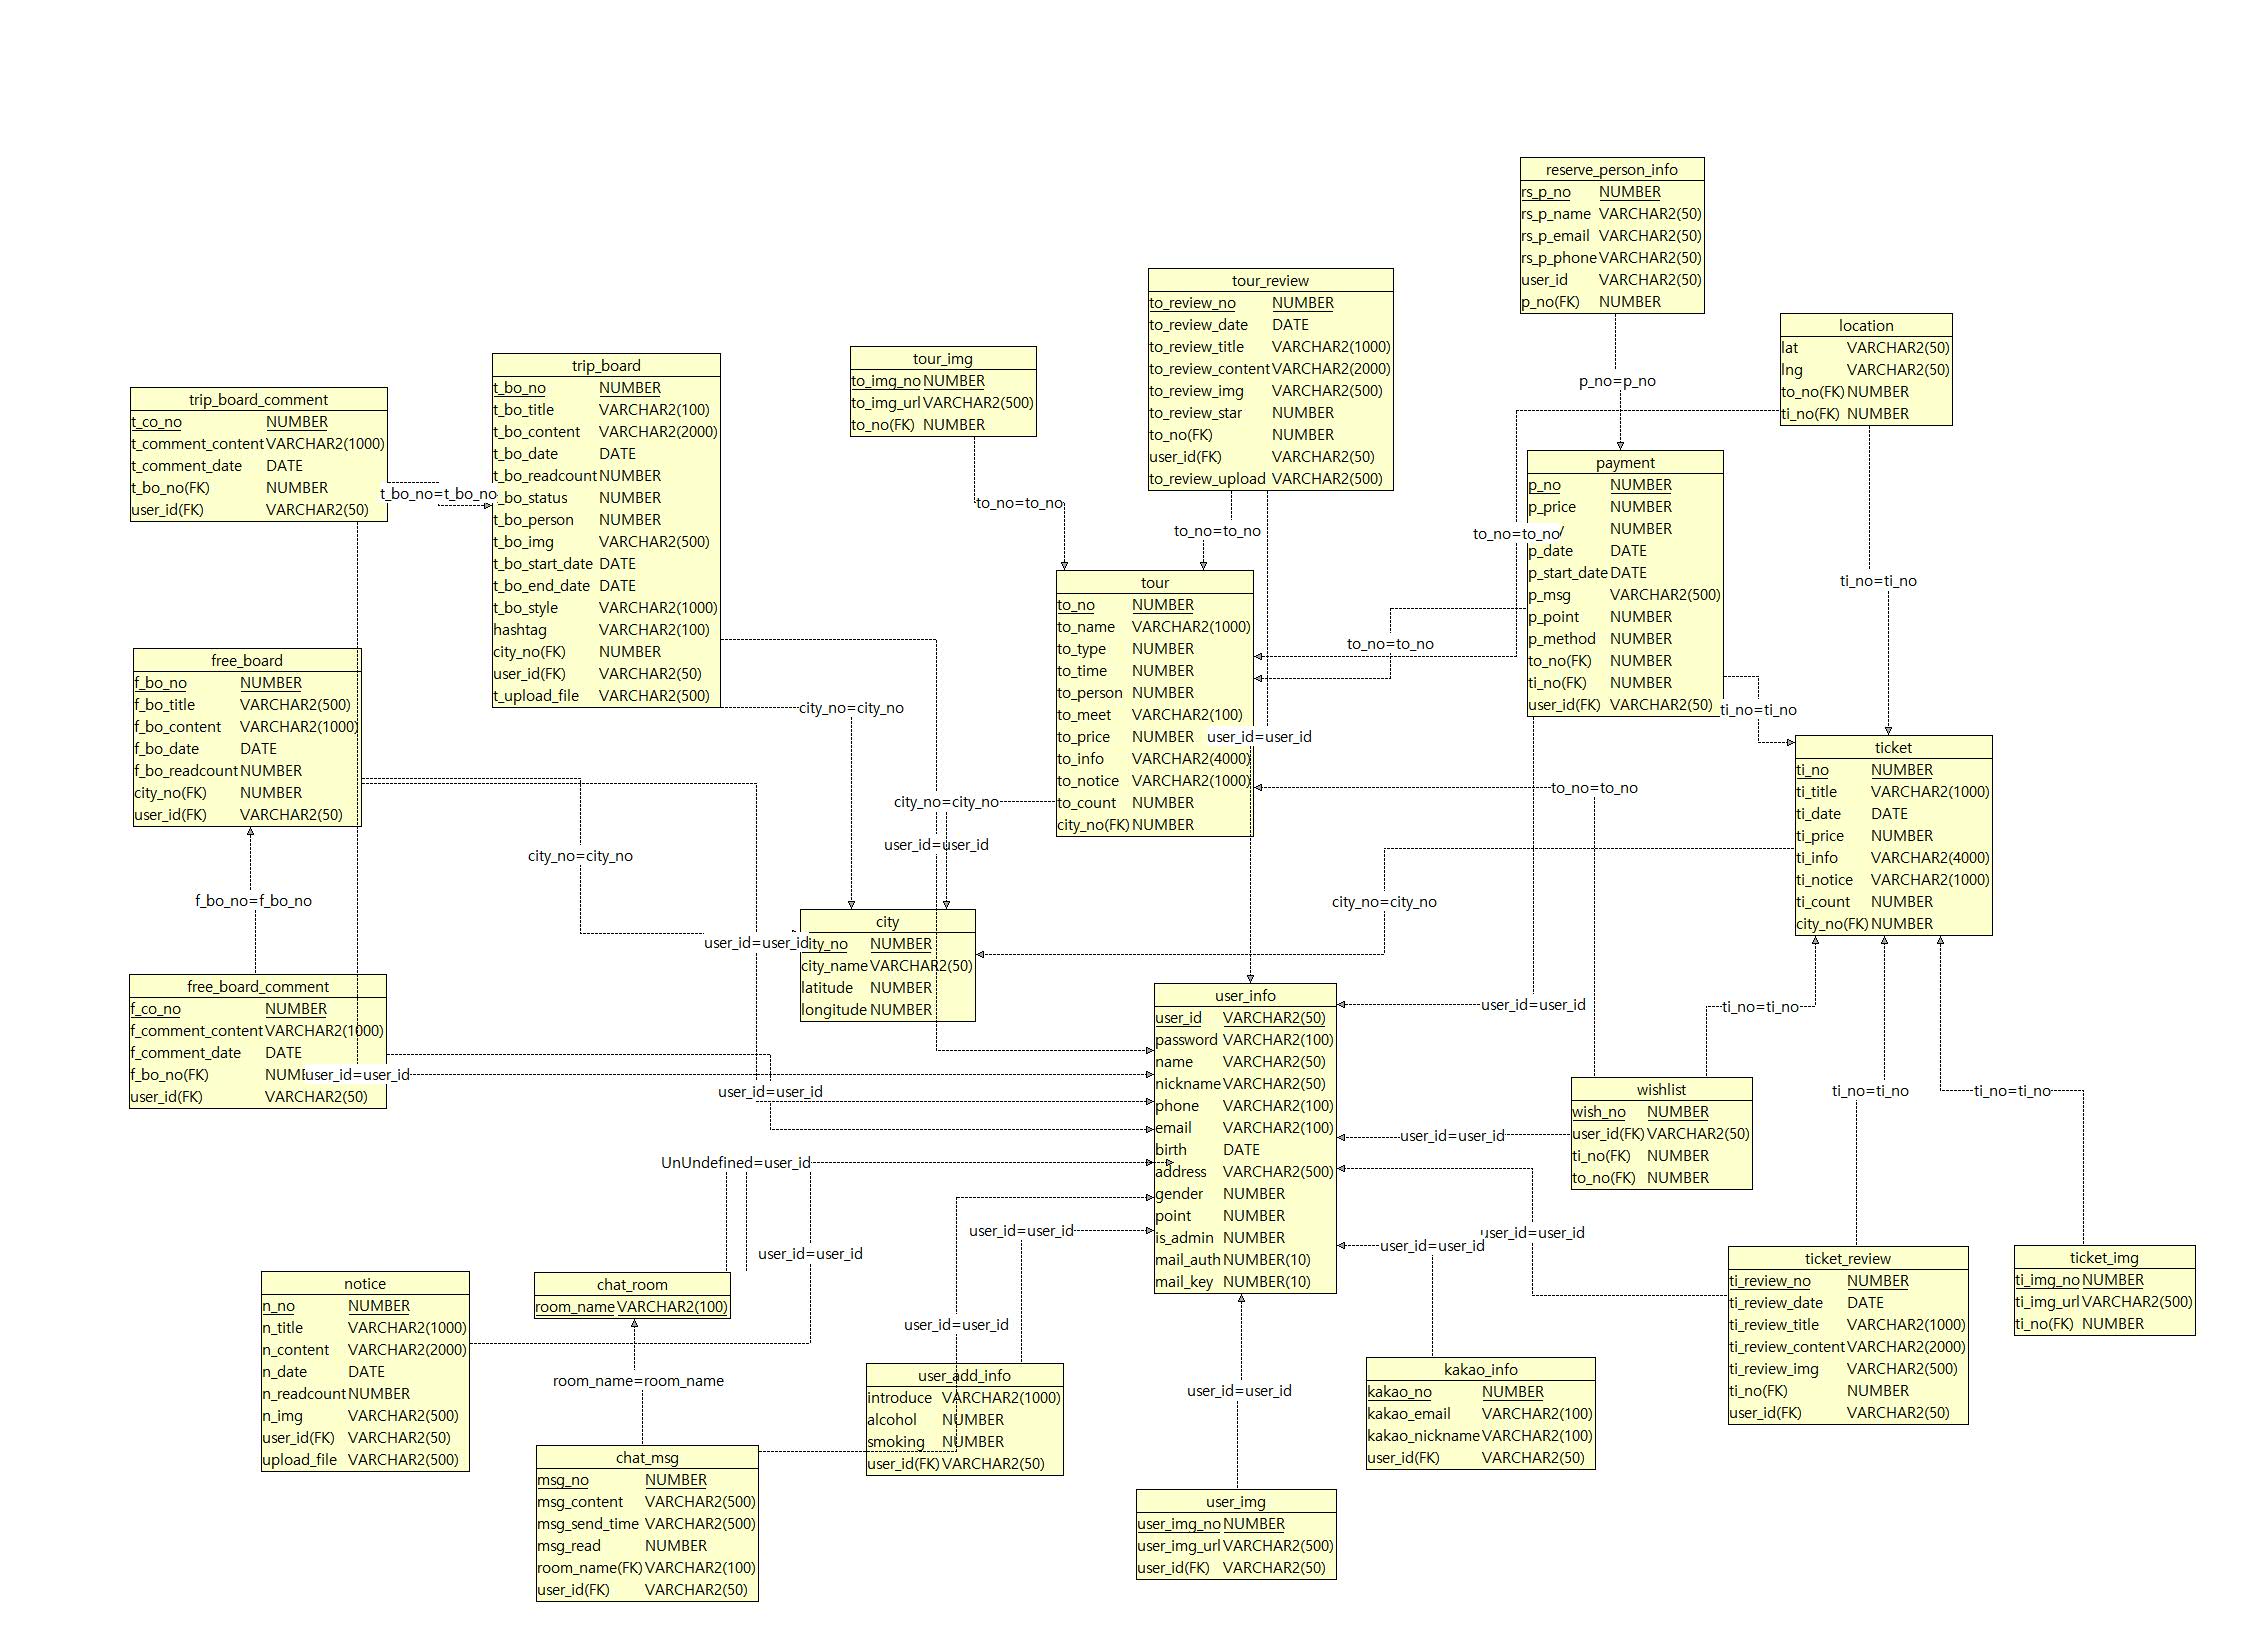 reserve_person_info
rs_p_no NUMBER
rs_p_name VARCHAR2(50)
rs_p_email VARCHAR2(50)
rs_p_phone VARCHAR2(50)
user_id VARCHAR2(50)
p_no(FK) NUMBER
p_no=p_no
tour_review
to_review_no NUMBER
to_review_date DATE
to_review_title VARCHAR2(1000)
to_review_content VARCHAR2(2000)
to_review_img VARCHAR2(500)
to_review_star NUMBER
to_no(FK) NUMBER
user_id(FK) VARCHAR2(50)
to_review_upload VARCHAR2(500)
to_no=to_no
user_id=user_id
location
lat VARCHAR2(50)
lng VARCHAR2(50)
to_no(FK) NUMBER
ti_no(FK) NUMBER
to_no=to_no
ti_no=ti_no
tour_img
to_img_no NUMBER
to_img_url VARCHAR2(500)
to_no(FK) NUMBER
to_no=to_no
trip_board
t_bo_no NUMBER
t_bo_title VARCHAR2(100)
t_bo_content VARCHAR2(2000)
t_bo_date DATE
t_bo_readcount NUMBER
t_bo_status NUMBER
t_bo_person NUMBER
t_bo_img VARCHAR2(500)
t_bo_start_date DATE
t_bo_end_date DATE
t_bo_style VARCHAR2(1000)
hashtag VARCHAR2(100)
city_no(FK) NUMBER
user_id(FK) VARCHAR2(50)
t_upload_file VARCHAR2(500)
city_no=city_no
trip_board_comment
t_co_no NUMBER
t_comment_content VARCHAR2(1000)
t_comment_date DATE
t_bo_no(FK) NUMBER
user_id(FK) VARCHAR2(50)
t_bo_no=t_bo_no
payment
p_no NUMBER
p_price NUMBER
NUMBER
p_date DATE
p_start_date DATE
p_msg VARCHAR2(500)
p_point NUMBER
p_method NUMBER
to_no(FK) NUMBER
ti_no(FK) NUMBER
user_id(FK) VARCHAR2(50)
to_no=to_no
ti_no=ti_no
tour
to_no NUMBER
to_name VARCHAR2(1000)
to_type NUMBER
to_time NUMBER
to_person NUMBER
to_meet VARCHAR2(100)
to_price NUMBER
to_info VARCHAR2(4000)
to_notice VARCHAR2(1000)
to_count NUMBER
city_no(FK) NUMBER
city_no=city_no
user_id=user_id
free_board
f_bo_no NUMBER
f_bo_title VARCHAR2(500)
f_bo_content VARCHAR2(1000)
f_bo_date DATE
f_bo_readcount NUMBER
city_no(FK) NUMBER
user_id(FK) VARCHAR2(50)
city_no=city_no
f_bo_no=f_bo_no
user_id=user_id
ticket
ti_no NUMBER
ti_title VARCHAR2(1000)
ti_date DATE
ti_price NUMBER
ti_info VARCHAR2(4000)
ti_notice VARCHAR2(1000)
ti_count NUMBER
city_no(FK) NUMBER
to_no=to_no
city_no=city_no
city
city_no NUMBER
city_name VARCHAR2(50)
latitude NUMBER
longitude NUMBER
free_board_comment
f_co_no NUMBER
f_comment_content VARCHAR2(1000)
f_comment_date DATE
f_bo_no(FK) NUM
user_id(FK) VARCHAR2(50)
user_id=user_id
user_id=user_id
user_info
user_id VARCHAR2(50)
password VARCHAR2(100)
name VARCHAR2(50)
nickname VARCHAR2(50)
phone VARCHAR2(100)
email VARCHAR2(100)
birth DATE
address VARCHAR2(500)
gender NUMBER
point NUMBER
is_admin NUMBER
mail_auth NUMBER(10)
mail_key NUMBER(10)
user_id=user_id
ti_no=ti_no
wishlist
wish_no NUMBER
user_id(FK) VARCHAR2(50)
ti_no(FK) NUMBER
to_no(FK) NUMBER
user_id=user_id
ti_no=ti_no
ti_no=ti_no
UnUndefined=user_id
user_id=user_id
user_id=user_id
user_id=user_id
user_id=user_id
notice
n_no NUMBER
n_title VARCHAR2(1000)
n_content VARCHAR2(2000)
n_date DATE
n_readcount NUMBER
n_img VARCHAR2(500)
user_id(FK) VARCHAR2(50)
upload_file VARCHAR2(500)
chat_room
room_name VARCHAR2(100)
room_name=room_name
user_id=user_id
ticket_review
ti_review_no NUMBER
ti_review_date DATE
ti_review_title VARCHAR2(1000)
ti_review_content VARCHAR2(2000)
ti_review_img VARCHAR2(500)
ti_no(FK) NUMBER
user_id(FK) VARCHAR2(50)
ticket_img
ti_img_no NUMBER
ti_img_url VARCHAR2(500)
ti_no(FK) NUMBER
user_add_info
introduce VARCHAR2(1000)
alcohol NUMBER
smoking NUMBER
user_id(FK) VARCHAR2(50)
user_id=user_id
kakao_info
kakao_no NUMBER
kakao_email VARCHAR2(100)
kakao_nickname VARCHAR2(100)
user_id(FK) VARCHAR2(50)
chat_msg
msg_no NUMBER
msg_content VARCHAR2(500)
msg_send_time VARCHAR2(500)
msg_read NUMBER
room_name(FK) VARCHAR2(100)
user_id(FK) VARCHAR2(50)
user_img
user_img_no NUMBER
user_img_url VARCHAR2(500)
user_id(FK) VARCHAR2(50)